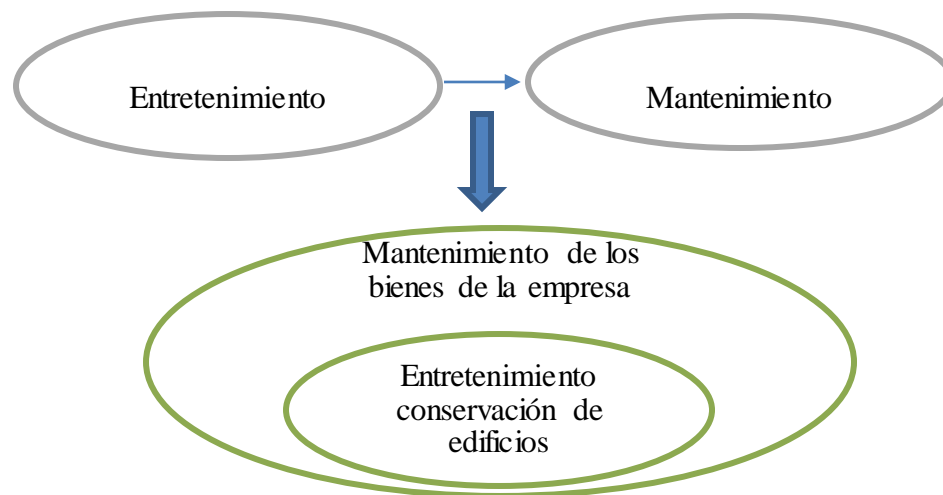 Entretenimiento
Mantenimiento
Mantenimiento de los
bienes de la empresa
Entretenimiento
conservación de
edificios